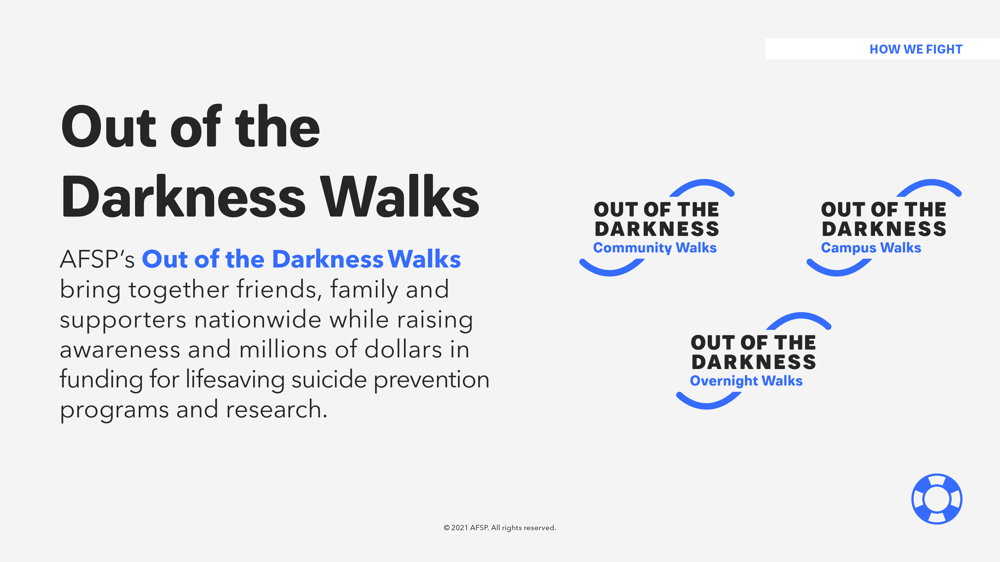 HOW WE FIGHT
Out of the
Darkness Walks
AFSP’s Out of the Darkness Walks
bring together friends, family and
supporters nationwide while raising
awareness and millions of dollars in
funding for lifesaving suicide prevention
programs and research.
OUT OF THE
DARKNESS
Community Walks
OUT OF THE
DARKNESS
Campus Walks
OUT OF THE
DARKNESS
Overnight Walks
© 2021 AFSP. All rights reserved.